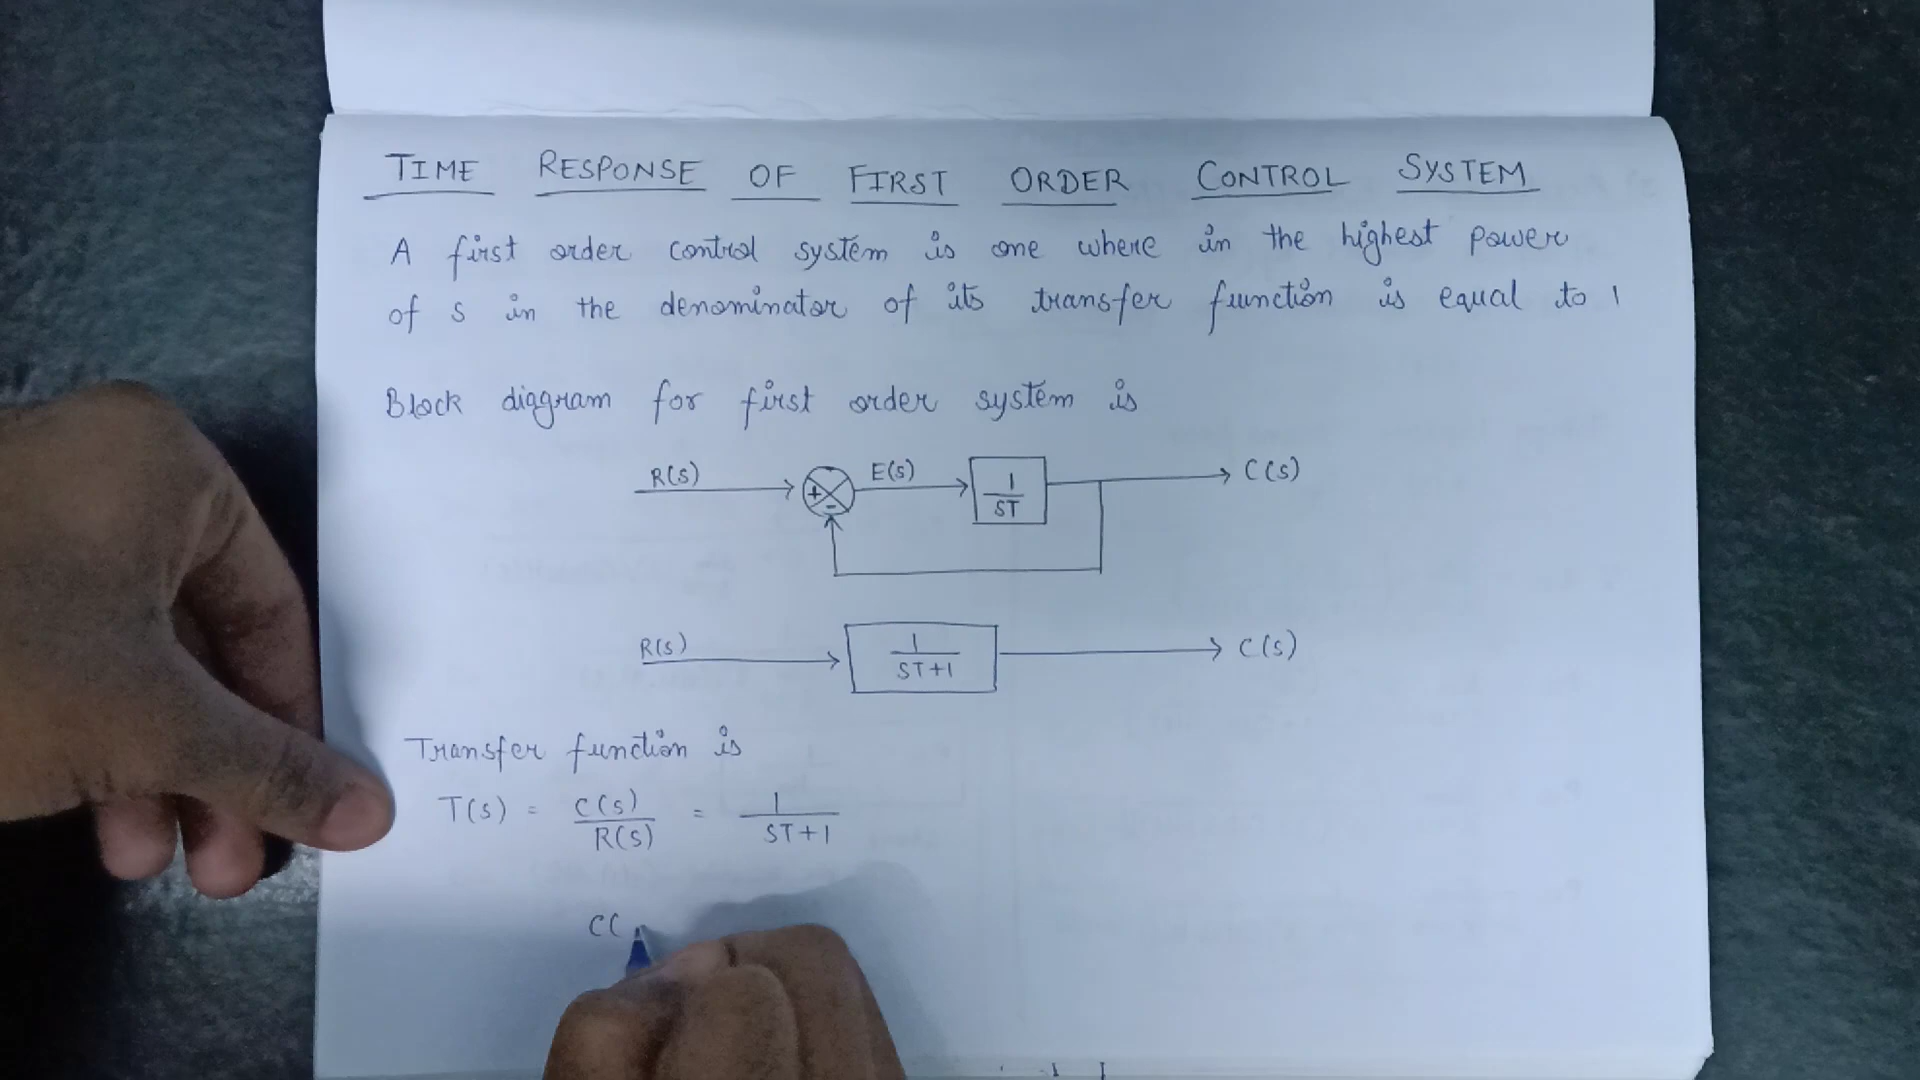 TIME RESPONSE OF FIRST ORDER CONTROL SYSTEM
A first order control system is one where in the highest power
of s in the denominator of its transfer function is equal to 1
Block diagram for first order system is
R(s) + - E(s) 1/ST C(s)
R(s) 1/ST+1 C(s)
Transfer function is
T(s) = C(s)/R(s) = 1/ST+1
C(